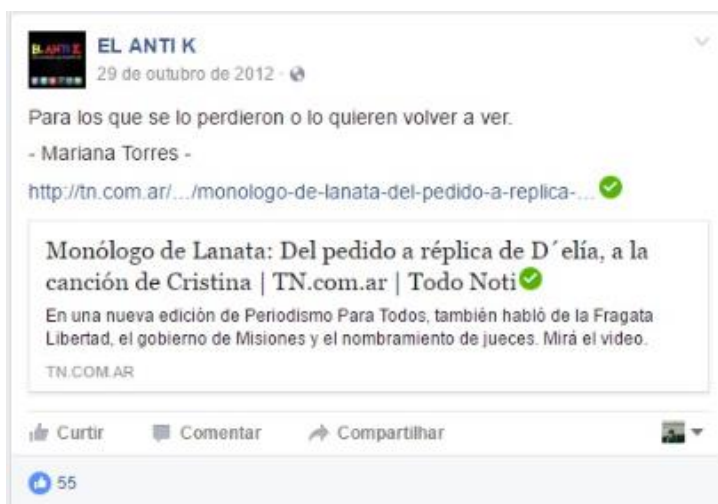 EL ANTI K
EL ANTI K
29 de outubro de 2012 ·
Para los que se lo perdieron o lo quieren volver a ver.
- Mariana Torres -
http://tn.com.ar/.../monologo-de-lanata-del-pedido-a-replica-...
Monólogo de Lanata: Del pedido a réplica de D´elía, a la
canción de Cristina | TN.com.ar | Todo Noti
En una nueva edición de Periodismo Para Todos, también habló de la Fragata
Libertad, el gobierno de Misiones y el nombramiento de jueces. Mirá el video.
TN.COM.AR
Curtir Comentar Compartilhar
55